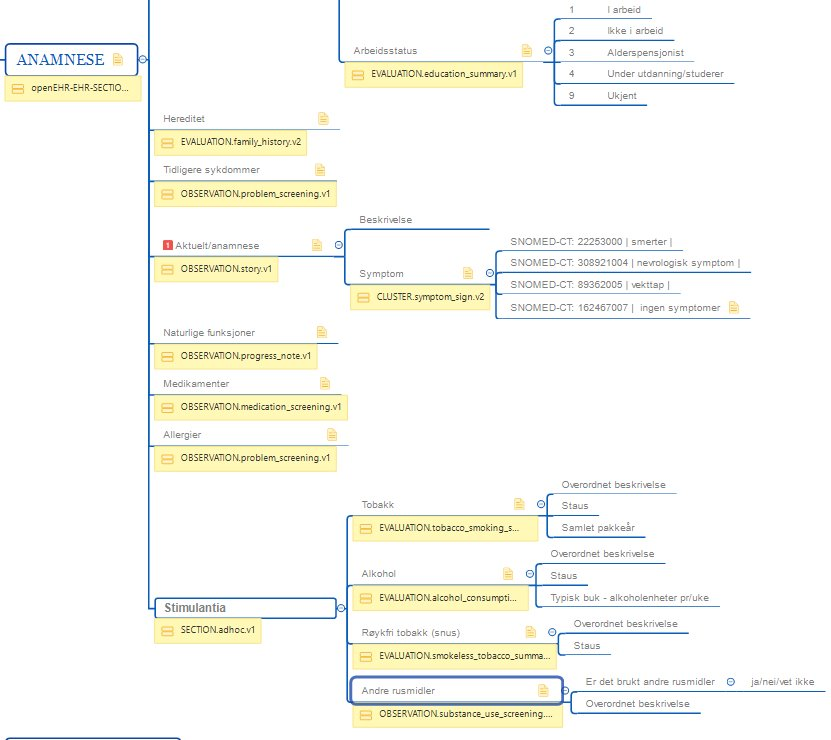 ANAMNESE
openEHR-EHR-SECTIO...
Arbeidsstatus
EVALUATION.education_summary.v1
1 I arbeid
2 Ikke i arbeid
3 Alderspensjonist
4 Under utdanning/studerer
9 Ukjent
Hereditet
EVALUATION.family_history.v2
Tidligere sykdommer
OBSERVATION.problem_screening.v1
1 Aktuelt/anamnese
OBSERVATION.story.v1
Beskrivelse
Symptom
CLUSTER.symptom_sign.v2
SNOMED-CT: 22253000 | smerter |
SNOMED-CT: 308921004 | nevrologisk symptom |
SNOMED-CT: 89362005 | vekttap |
SNOMED-CT: 162467007 | ingen symptomer
Naturlige funksjoner
OBSERVATION.progress_note.v1
Medikamenter
OBSERVATION.medication_screening.v1
Allergier
OBSERVATION.problem_screening.v1
Stimulantia
SECTION.adhoc.v1
Tobakk
EVALUATION.tobacco_smoking_s...
Overordnet beskrivelse
Staus
Samlet pakkeår
Alkohol
EVALUATION.alcohol_consumpti...
Overordnet beskrivelse
Staus
Typisk buk - alkoholenheter pr/uke
Røykfri tobakk (snus)
EVALUATION.smokeless_tobacco_summa...
Overordnet beskrivelse
Staus
Andre rusmidler
OBSERVATION.substance_use_screening....
Er det brukt andre rusmidler
ja/nei/vet ikke
Overordnet beskrivelse